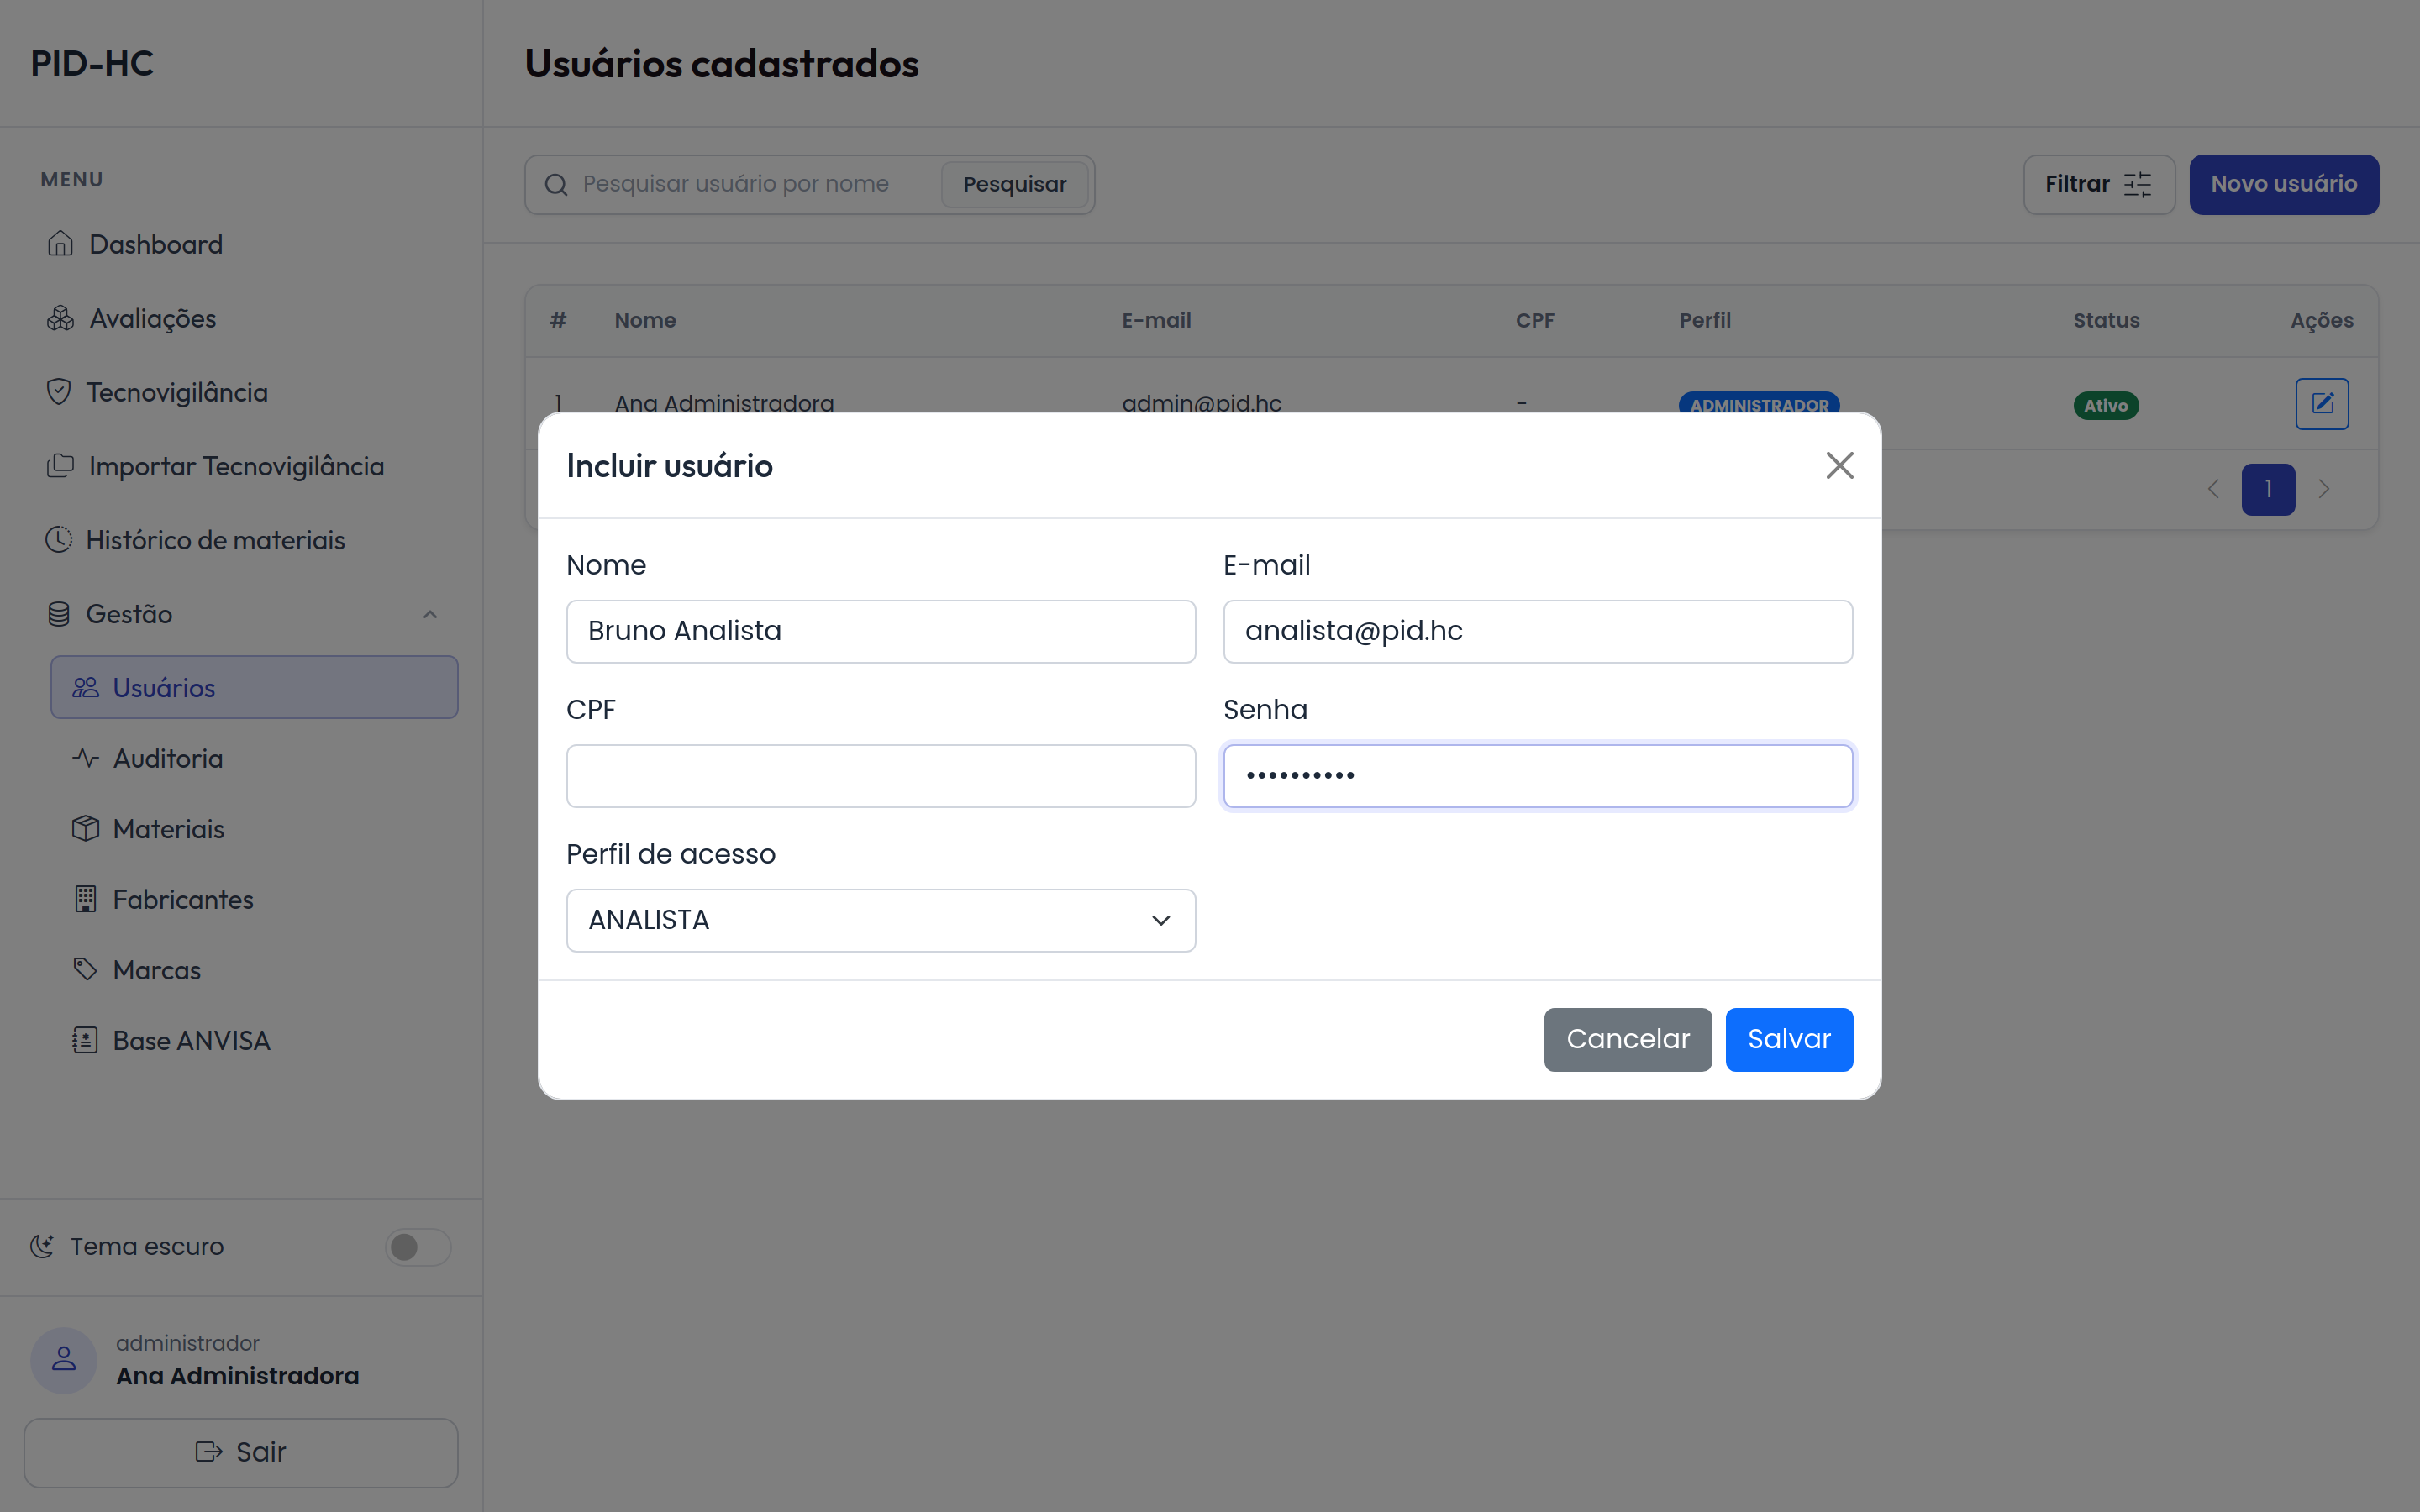 PID-HC
Usuários cadastrados
MENU
Pesquisar usuário por nome
Pesquisar
Filtrar
Novo usuário
Dashboard
Avaliações
Tecnovigilância
Importar Tecnovigilância
Histórico de materiais
Gestão
Usuários
Auditoria
Materiais
Fabricantes
Marcas
Base ANVISA
# Nome E-mail CPF Perfil Status Ações
1 Ana Administradora admin@pid.hc - ADMINISTRADOR Ativo
1
Incluir usuário
Nome
Bruno Analista
E-mail
analista@pid.hc
CPF
Senha
••••••••••
Perfil de acesso
ANALISTA
Cancelar
Salvar
Tema escuro
administrador
Ana Administradora
Sair